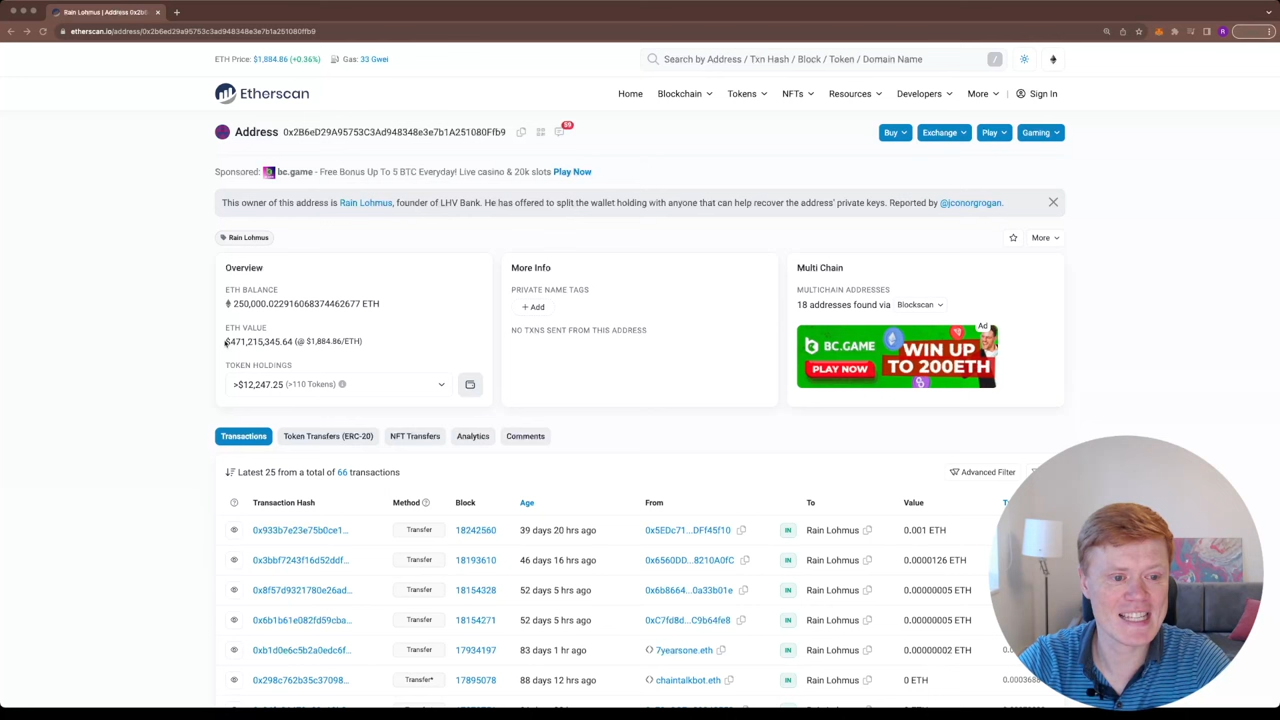 Rain Lohmus | Address 0x2b6
etherscan.io/address/0x2b6ed29a95753c3ad948348e3e7b1a251080ffb9
ETH Price: $1,884.86 (+0.36%) Gas: 33 Gwei
Search by Address / Txn Hash / Block / Token / Domain Name /
Etherscan
Home Blockchain Tokens NFTs Resources Developers More | Sign In
Address 0x2B6eD29A95753C3Ad948348e3e7b1A251080Ffb9 59
Buy Exchange Play Gaming
Sponsored: bc.game - Free Bonus Up To 5 BTC Everyday! Live casino & 20k slots Play Now
This owner of this address is Rain Lohmus, founder of LHV Bank. He has offered to split the wallet holding with anyone that can help recover the address' private keys. Reported by @jconorgrogan.
Rain Lohmus
More
Overview
ETH BALANCE
250,000.022916068374462677 ETH
ETH VALUE
$471,215,345.64 (@ $1,884.86/ETH)
TOKEN HOLDINGS
>$12,247.25 (>110 Tokens)
More Info
PRIVATE NAME TAGS
+ Add
NO TXNS SENT FROM THIS ADDRESS
Multi Chain
MULTICHAIN ADDRESSES
18 addresses found via Blockscan
Ad
BC.GAME
PLAY NOW
WIN UP
TO 200ETH
Transactions Token Transfers (ERC-20) NFT Transfers Analytics Comments
Latest 25 from a total of 66 transactions
Advanced Filter
Transaction Hash Method Block Age From To Value
0x933b7e23e75b0ce1... Transfer 18242560 39 days 20 hrs ago 0x5EDc71...DFf45f10 IN Rain Lohmus 0.001 ETH
0x3bbf7243f16d52ddf... Transfer 18193610 46 days 16 hrs ago 0x6560DD...8210A0fC IN Rain Lohmus 0.0000126 ETH
0x8f57d9321780e26ad... Transfer 18154328 52 days 5 hrs ago 0x6b8664...0a33b01e IN Rain Lohmus 0.00000005 ETH
0x6b1b61e082fd59cba... Transfer 18154271 52 days 5 hrs ago 0xC7fd8d...C9b64fe8 IN Rain Lohmus 0.00000005 ETH
0xb1d0e6c5b2a0edc6f... Transfer 17934197 83 days 1 hr ago 7yearsone.eth IN Rain Lohmus 0.00000002 ETH
0x298c762b35c37098... Transfer* 17895078 88 days 12 hrs ago chaintalkbot.eth IN Rain Lohmus 0 ETH 0.0003688